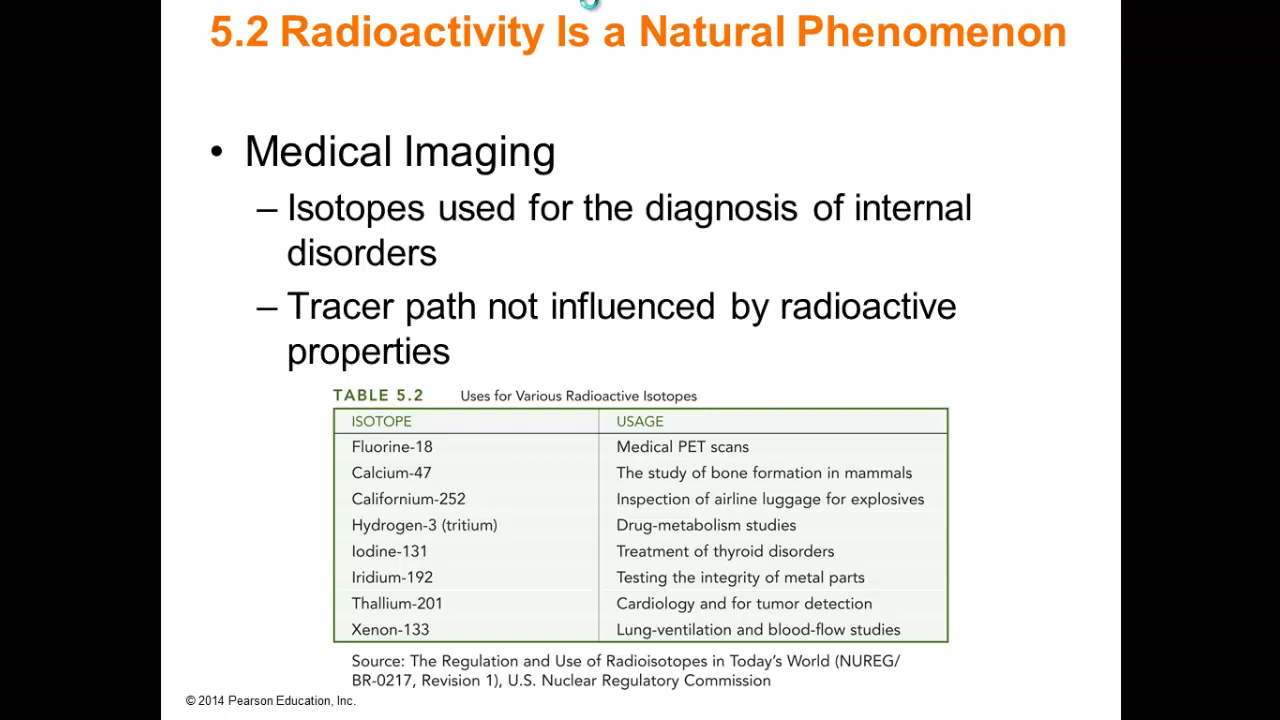 5.2 Radioactivity Is a Natural Phenomenon
• Medical Imaging
– Isotopes used for the diagnosis of internal
disorders
– Tracer path not influenced by radioactive
properties
TABLE 5.2 Uses for Various Radioactive Isotopes
ISOTOPE USAGE
Fluorine-18 Medical PET scans
Calcium-47 The study of bone formation in mammals
Californium-252 Inspection of airline luggage for explosives
Hydrogen-3 (tritium) Drug-metabolism studies
Iodine-131 Treatment of thyroid disorders
Iridium-192 Testing the integrity of metal parts
Thallium-201 Cardiology and for tumor detection
Xenon-133 Lung-ventilation and blood-flow studies
Source: The Regulation and Use of Radioisotopes in Today's World (NUREG/
BR-0217, Revision 1), U.S. Nuclear Regulatory Commission
© 2014 Pearson Education, Inc.